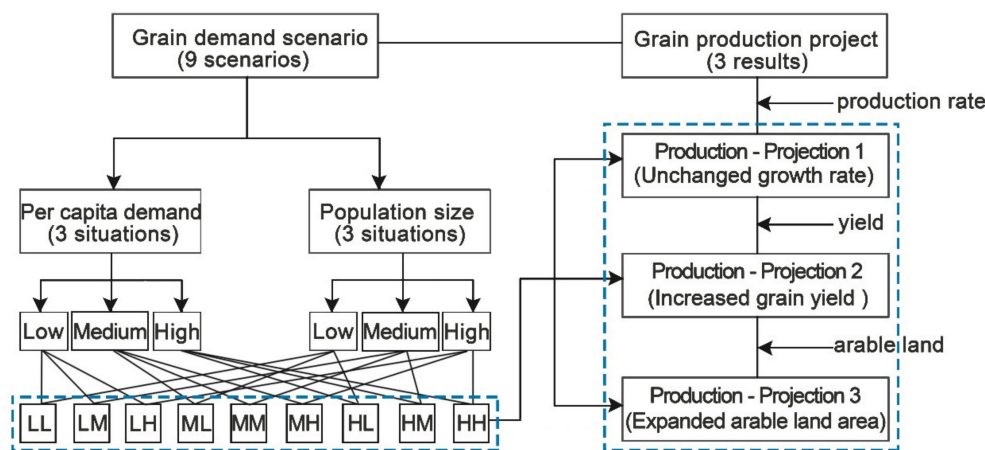 Grain demand scenario
(9 scenarios)
Grain production project
(3 results)
production rate
Production - Projection 1
(Unchanged growth rate)
Per capita demand
(3 situations)
Population size
(3 situations)
yield
Production - Projection 2
(Increased grain yield )
Low
Medium
High
Low
Medium
High
arable land
Production - Projection 3
(Expanded arable land area)
LL
LM
LH
ML
MM
MH
HL
HM
HH